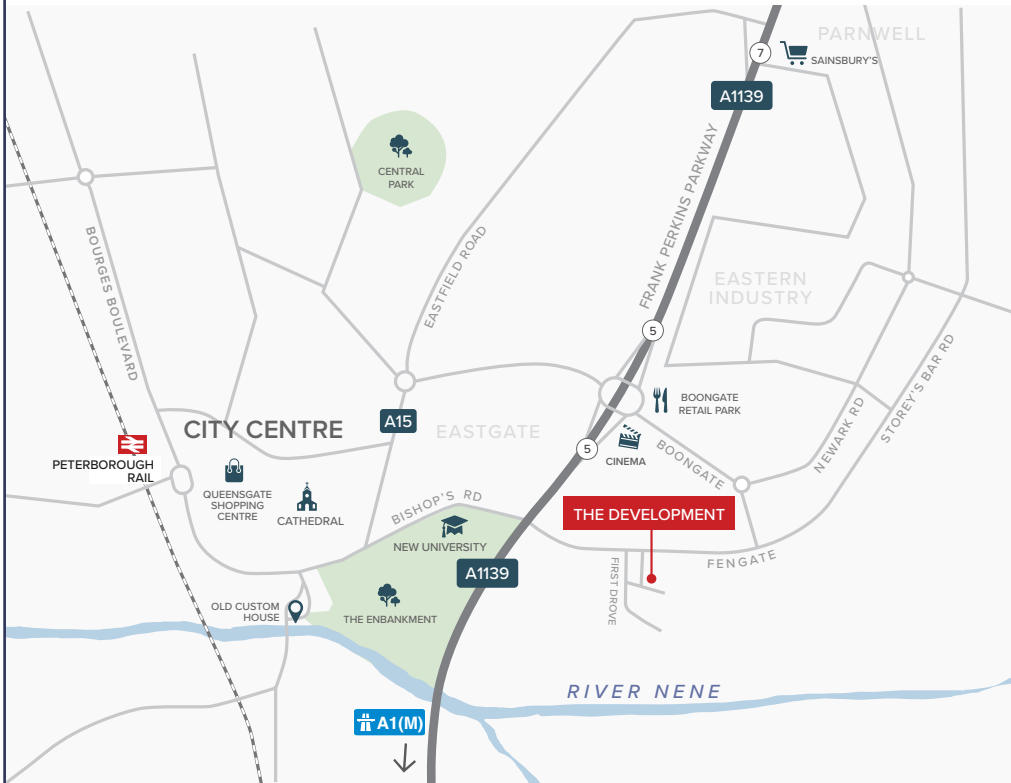 PARNWELL
7
SAINSBURY'S
A1139
FRANK PERKINS PARKWAY
CENTRAL
PARK
EASTFIELD ROAD
BOURGES BOULEVARD
EASTERN
INDUSTRY
5
STOREY'S BAR RD
NEWARK RD
BOONGATE
RETAIL PARK
A15
CITY CENTRE
EASTGATE
5
CINEMA
BOONGATE
PETERBOROUGH
RAIL
QUEENSGATE
SHOPPING
CENTRE
CATHEDRAL
BISHOP'S RD
NEW UNIVERSITY
THE DEVELOPMENT
FENGATE
FIRST DROVE
A1139
OLD CUSTOM
HOUSE
THE ENBANKMENT
RIVER NENE
A1(M)